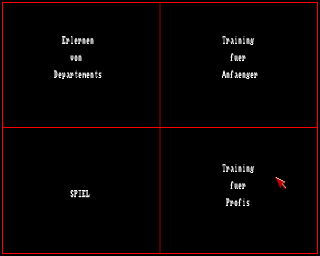 Erlernen
von
Departements
Training
fuer
Anfaenger
SPIEL
Training
fuer
Profis